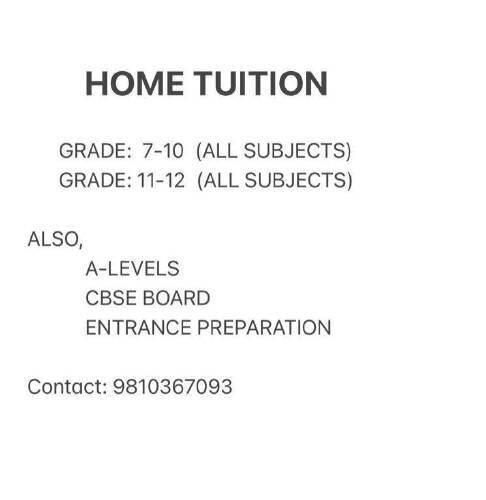 HOME TUITION
GRADE: 7-10 (ALL SUBJECTS)
GRADE: 11-12 (ALL SUBJECTS)
ALSO,
A-LEVELS
CBSE BOARD
ENTRANCE PREPARATION
Contact: 9810367093